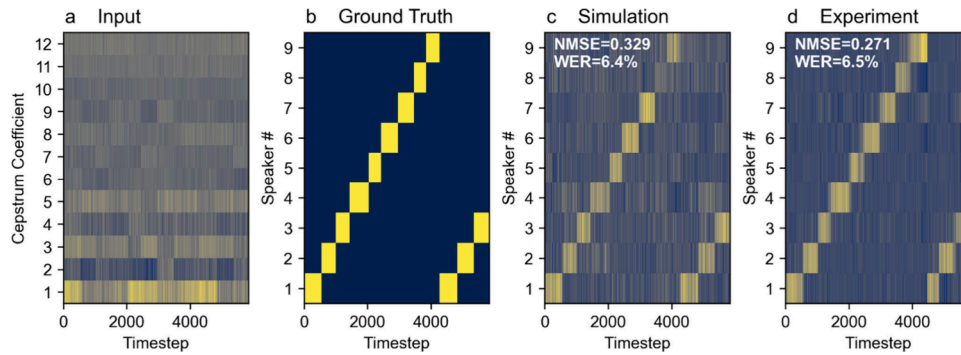 a Input
12
11
10
9
8
7
6
5
4
3
2
1
Cepstrum Coefficient
0 2000 4000
Timestep
b Ground Truth
9
8
7
6
5
4
3
2
1
Speaker #
0 2000 4000
Timestep
c Simulation
NMSE=0.329
WER=6.4%
9
8
7
6
5
4
3
2
1
Speaker #
0 2000 4000
Timestep
d Experiment
NMSE=0.271
WER=6.5%
9
8
7
6
5
4
3
2
1
Speaker #
0 2000 4000
Timestep